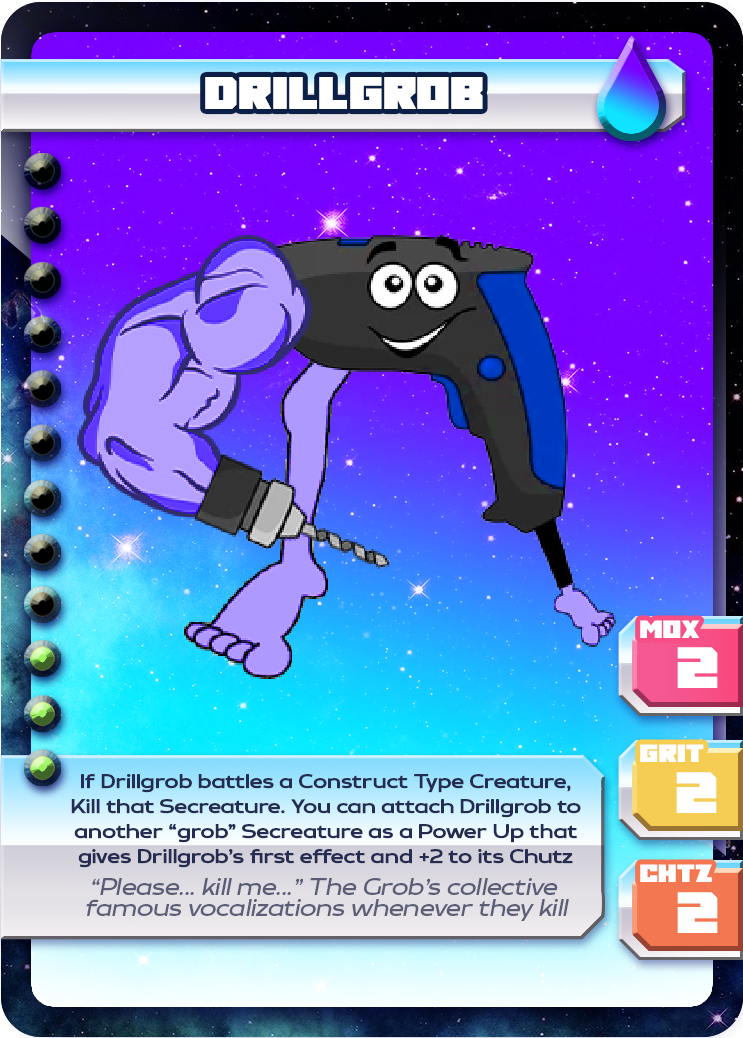 DRILLGROB
MOX
2
GRIT
2
CHTZ
2
If Drillgrob battles a Construct Type Creature,
Kill that Secreature. You can attach Drillgrob to
another “grob” Secreature as a Power Up that
gives Drillgrob’s first effect and +2 to its Chutz
“Please... kill me...” The Grob’s collective
famous vocalizations whenever they kill